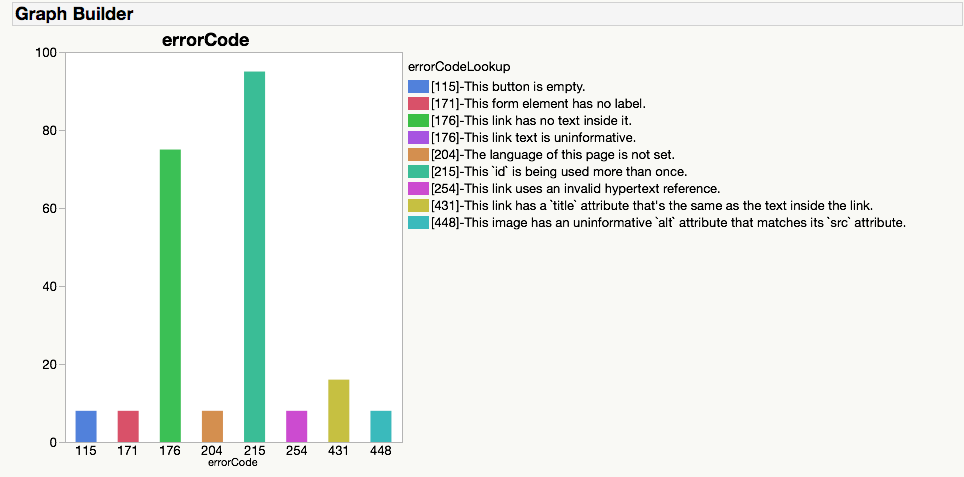 Graph Builder
errorCode
100
80
60
40
20
0
115 171 176 204 215 254 431 448
errorCode
errorCodeLookup
[115]-This button is empty.
[171]-This form element has no label.
[176]-This link has no text inside it.
[176]-This link text is uninformative.
[204]-The language of this page is not set.
[215]-This `id` is being used more than once.
[254]-This link uses an invalid hypertext reference.
[431]-This link has a `title` attribute that's the same as the text inside the link.
[448]-This image has an uninformative `alt` attribute that matches its `src` attribute.